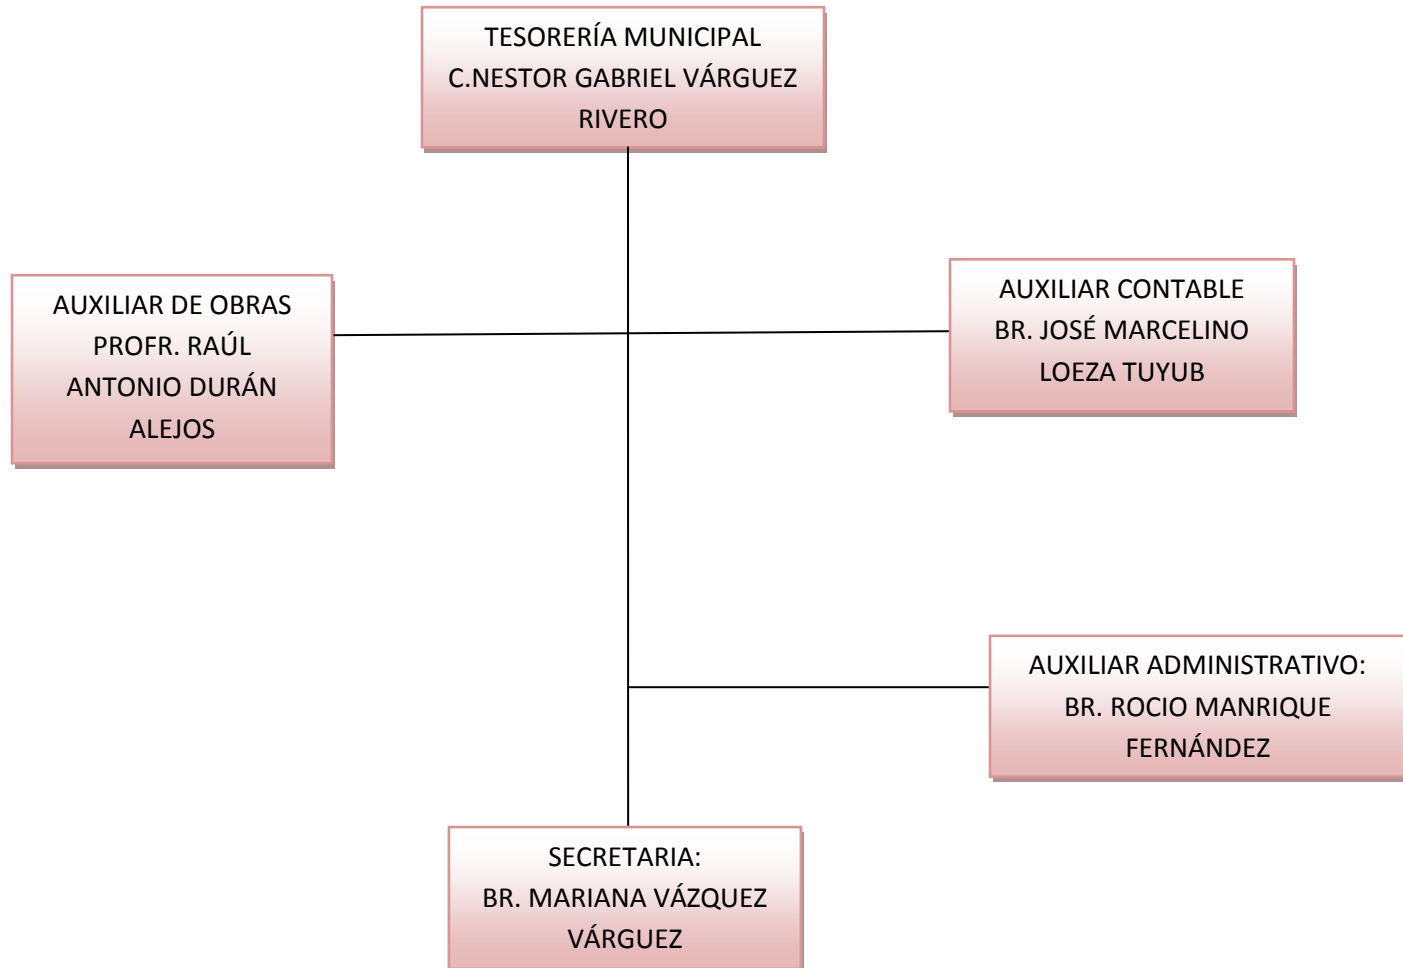 TESORERÍA MUNICIPAL
C.NESTOR GABRIEL VÁRGUEZ
RIVERO
AUXILIAR DE OBRAS
PROFR. RAÚL
ANTONIO DURÁN
ALEJOS
AUXILIAR CONTABLE
BR. JOSÉ MARCELINO
LOEZA TUYUB
AUXILIAR ADMINISTRATIVO:
BR. ROCIO MANRIQUE
FERNÁNDEZ
SECRETARIA:
BR. MARIANA VÁZQUEZ
VÁRGUEZ